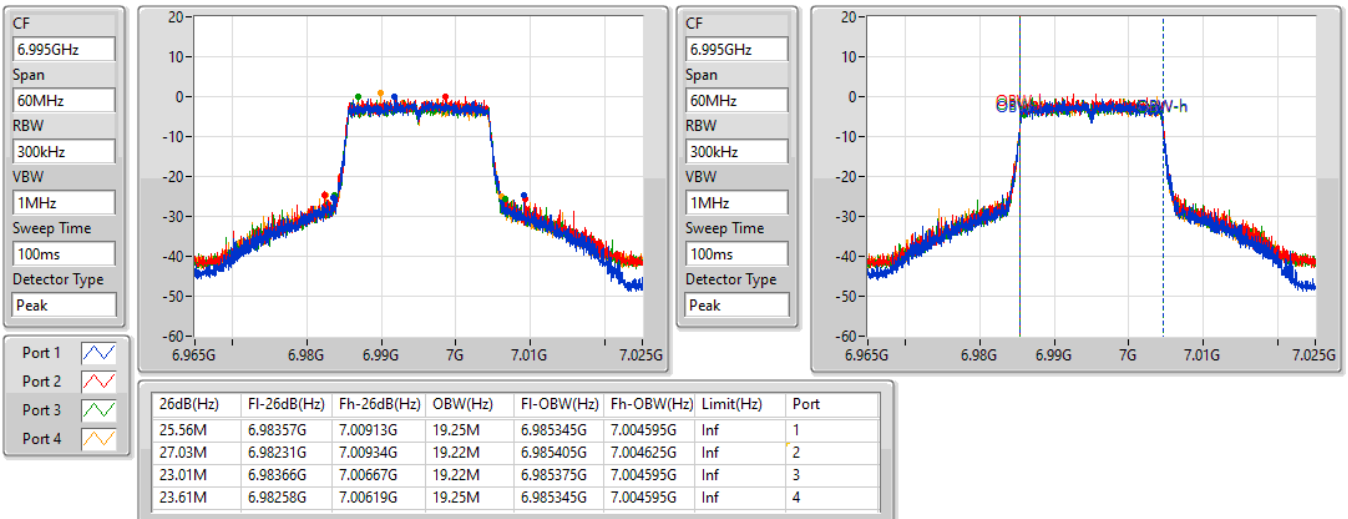 CF
6.995GHz
Span
60MHz
RBW
300kHz
VBW
1MHz
Sweep Time
100ms
Detector Type
Peak
20
10
0
-10
-20
-30
-40
-50
-60
6.965G 6.98G 6.99G 7G 7.01G 7.025G
CF
6.995GHz
Span
60MHz
RBW
300kHz
VBW
1MHz
Sweep Time
100ms
Detector Type
Peak
20
10
0
-10
-20
-30
-40
-50
-60
OBW-h
6.965G 6.98G 6.99G 7G 7.01G 7.025G
Port 1
Port 2
Port 3
Port 4
26dB(Hz) Fl-26dB(Hz) Fh-26dB(Hz) OBW(Hz) Fl-OBW(Hz) Fh-OBW(Hz) Limit(Hz) Port
25.56M 6.98357G 7.00913G 19.25M 6.985345G 7.004595G Inf 1
27.03M 6.98231G 7.00934G 19.22M 6.985405G 7.004625G Inf 2
23.01M 6.98366G 7.00667G 19.22M 6.985375G 7.004595G Inf 3
23.61M 6.98258G 7.00619G 19.25M 6.985345G 7.004595G Inf 4